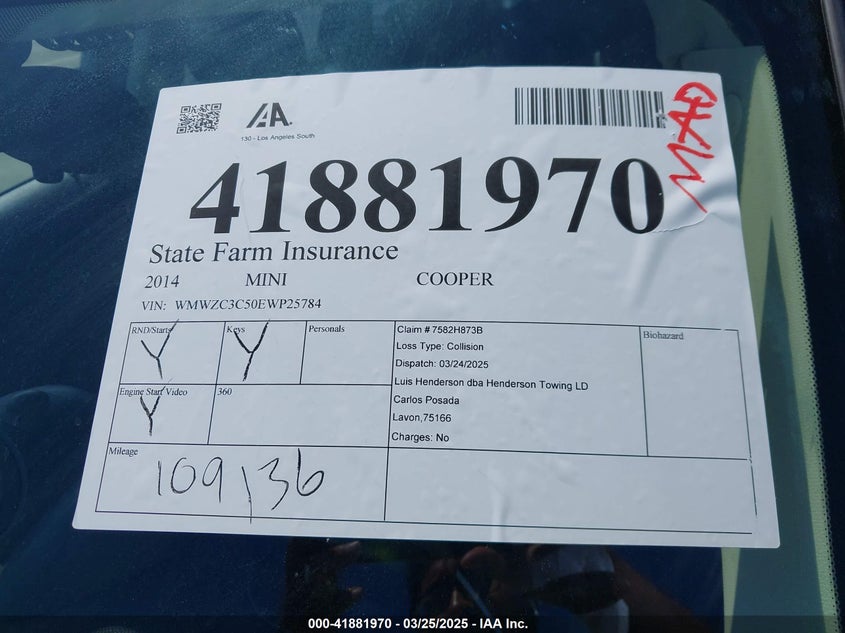 IAA.
130 - Los Angeles South
41881970
State Farm Insurance
2014 MINI COOPER
VIN: WMWZC3C50EWP25784
RND/Starts Keys Personals
Y Y
Engine Start Video 360
Y
Mileage
109,136
Claim # 7582H873B
Loss Type: Collision
Dispatch: 03/24/2025
Luis Henderson dba Henderson Towing LD
Carlos Posada
Lavon,75166
Charges: No
Biohazard
000-41881970 - 03/25/2025 - IAA Inc.